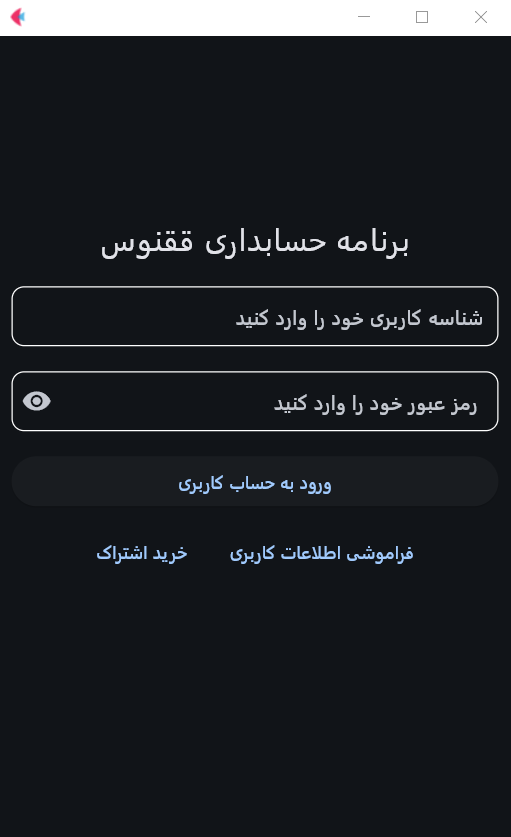 برنامه حسابداری ققنوس
شناسه کاربری خود را وارد کنید
رمز عبور خود را وارد کنید
ورود به حساب کاربری
فراموشی اطلاعات کاربری
خرید اشتراک